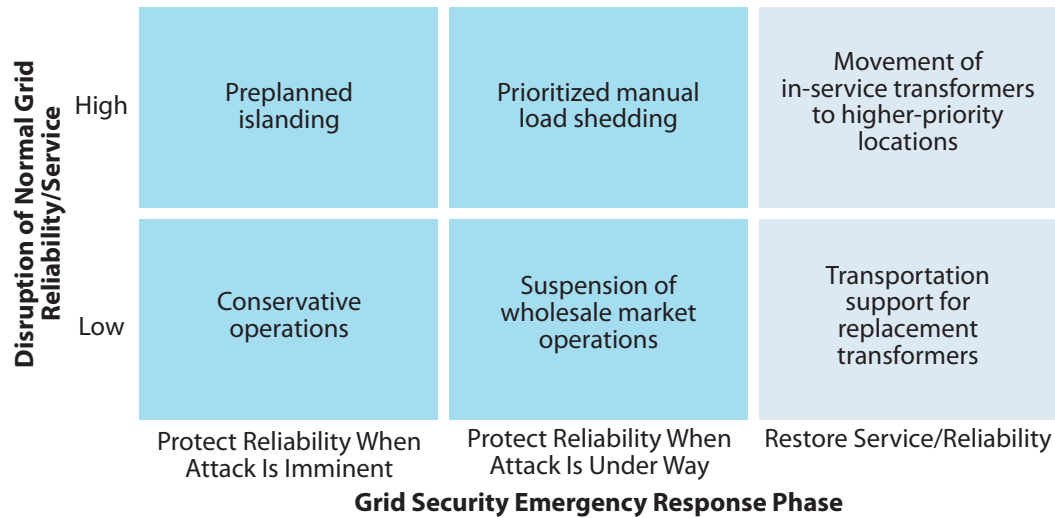 Disruption of Normal Grid
Reliability/Service
High
Preplanned
islanding
Prioritized manual
load shedding
Movement of
in-service transformers
to higher-priority
locations
Low
Conservative
operations
Suspension of
wholesale market
operations
Transportation
support for
replacement
transformers
Protect Reliability When
Attack Is Imminent
Protect Reliability When
Attack Is Under Way
Restore Service/Reliability
Grid Security Emergency Response Phase